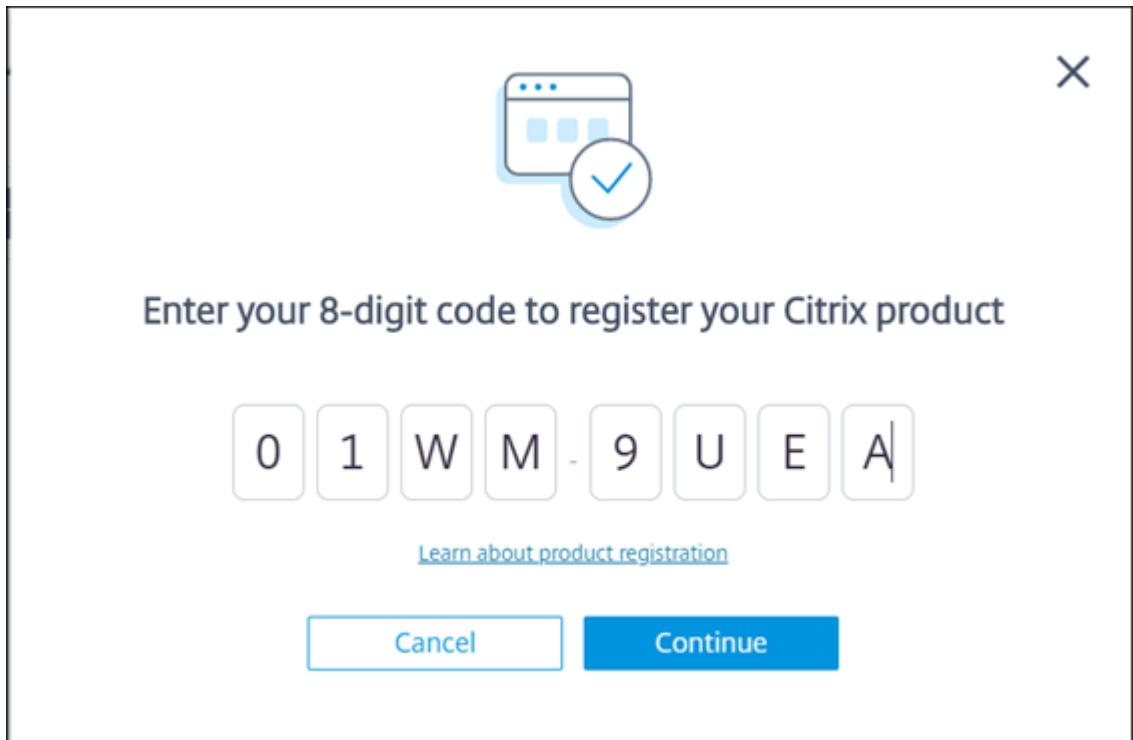 Enter your 8-digit code to register your Citrix product
0 1 W M - 9 U E A
Learn about product registration
Cancel Continue